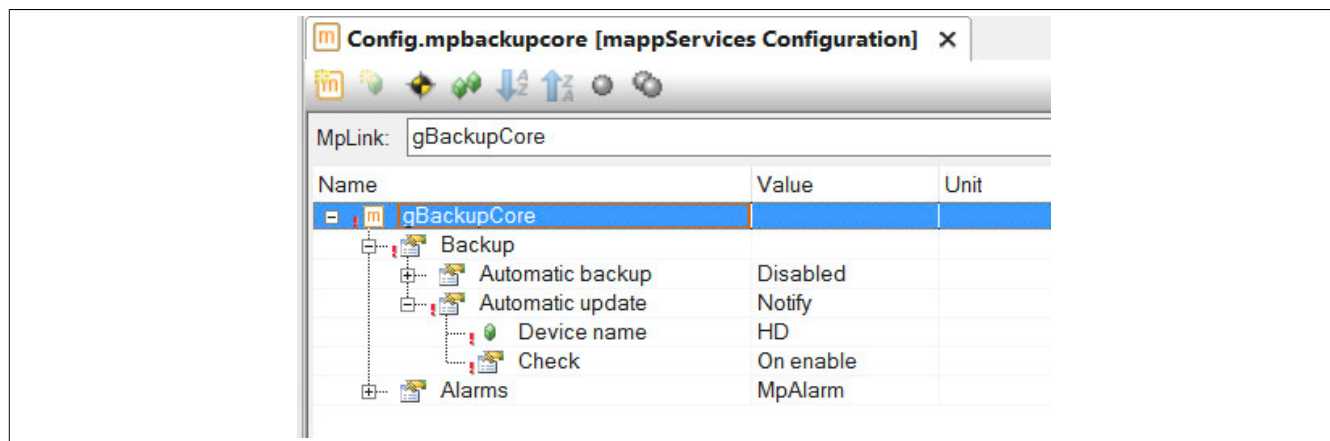 Config.mpbackupcore [mappServices Configuration] ×
MpLink: gBackupCore
Name Value Unit
gBackupCore
Backup
Automatic backup Disabled
Automatic update Notify
Device name HD
Check On enable
Alarms MpAlarm